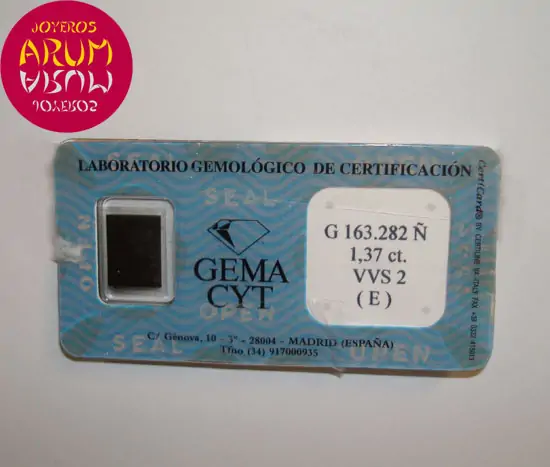 JOYEROS
ARUM
ARUM
JOYEROS
LABORATORIO GEMOLÓGICO DE CERTIFICACIÓN
SEAL
OPEN
GEMA
CYT
OPEN
SEAL
OPEN
G 163.282 Ñ
1,37 ct.
VVS 2
( E )
C/ Génova, 10 - 3° - 28004 - MADRID (ESPAÑA)
Tfno (34) 917000935